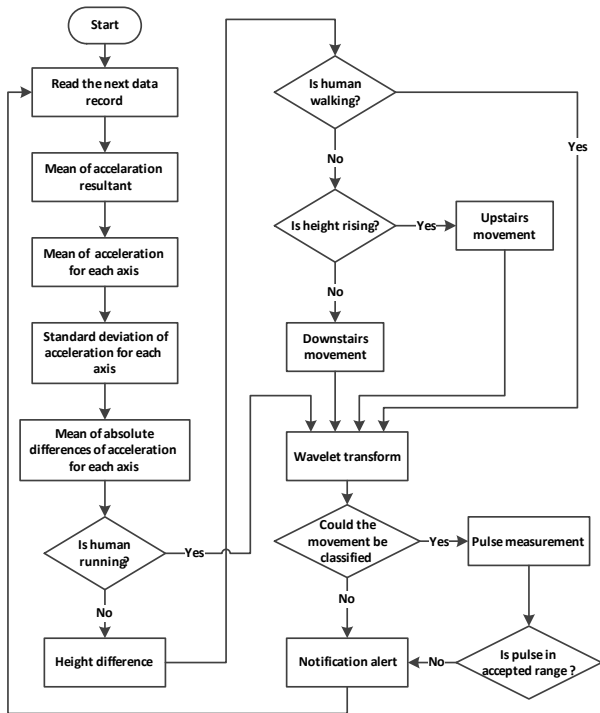 Start
Read the next data
record
Mean of accelaration
resultant
Mean of acceleration
for each axis
Standard deviation of
acceleration for each
axis
Mean of absolute
differences of acceleration
for each axis
Is human
running?
Yes
No
Height difference
Is human
walking?
Yes
No
Is height rising?
Yes
Upstairs
movement
No
Downstairs
movement
Wavelet transform
Could the
movement be
classified
Yes
Pulse measurement
No
Is pulse in
accepted range ?
No
Notification alert